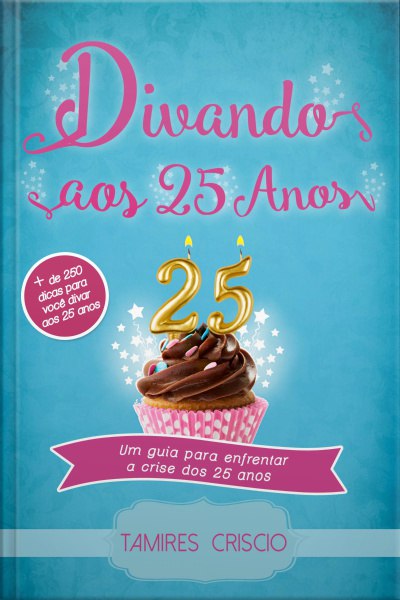 Divando
aos 25 Anos
+ de 250
dicas para
você divar
aos 25 anos
25
Um guia para enfrentar
a crise dos 25 anos
TAMIRES CRISCIO